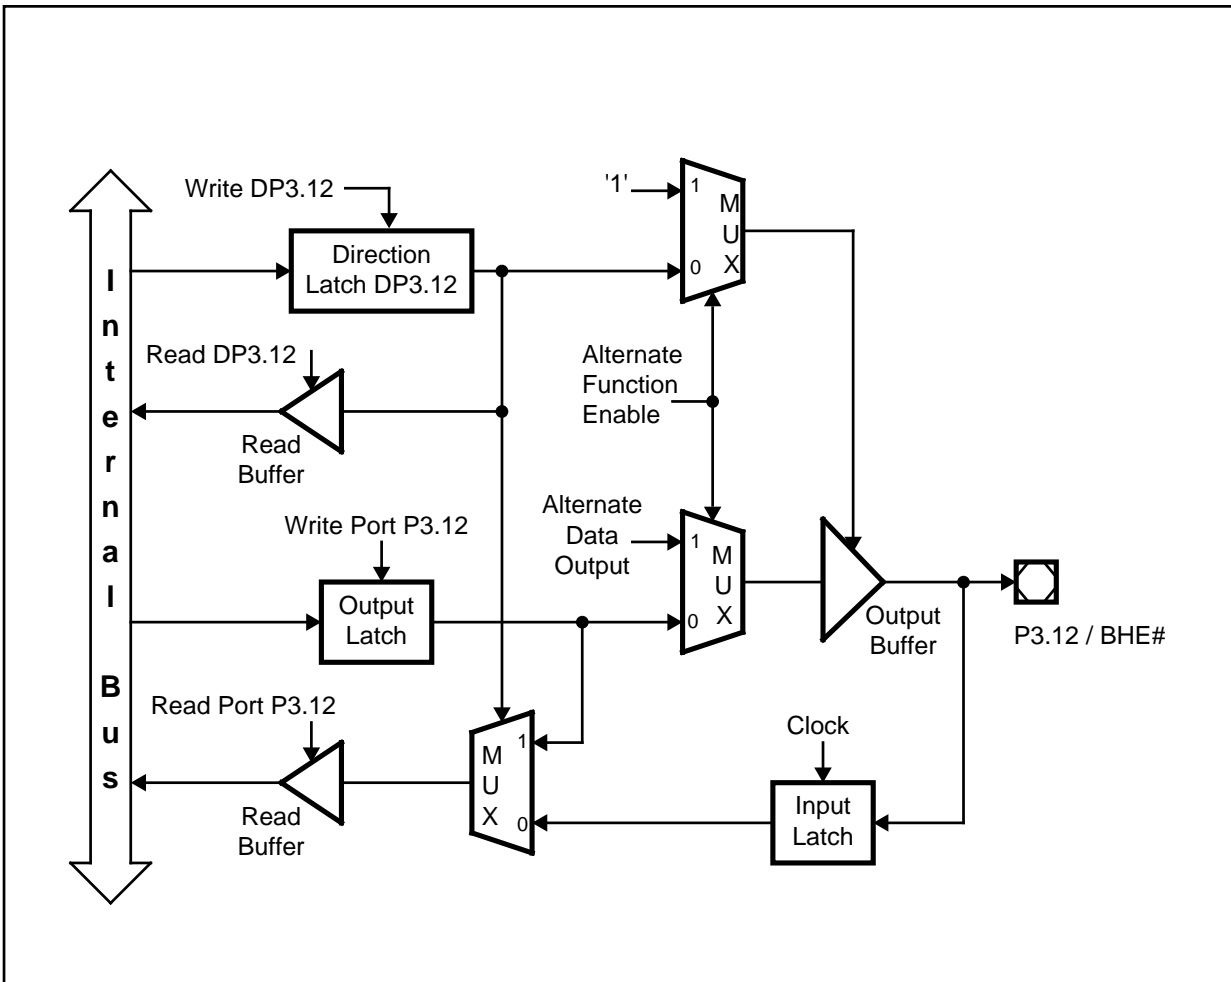 Write DP3.12
'1'
1
M
U
X
0
Direction
Latch DP3.12
Internal Bus
Read DP3.12
Read
Buffer
Alternate
Function
Enable
Write Port P3.12
Alternate
Data
Output
1
M
U
X
0
Output
Latch
Output
Buffer
P3.12 / BHE#
Read Port P3.12
Read
Buffer
M
U
X
1
0
Clock
Input
Latch